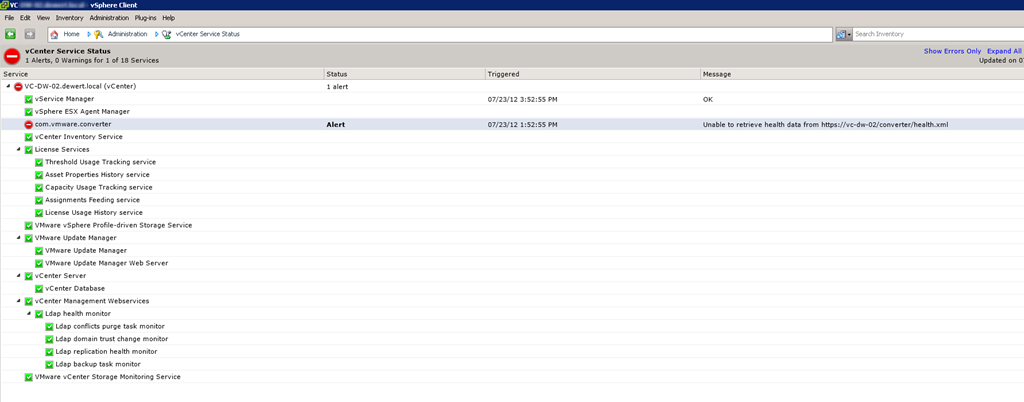 VC - vSphere Client
File Edit View Inventory Administration Plug-ins Help
Home Administration vCenter Service Status Search Inventory
vCenter Service Status
1 Alerts, 0 Warnings for 1 of 18 Services
Show Errors Only Expand All
Updated on 07
Service Status Triggered Message
VC-DW-02.dewert.local (vCenter) 1 alert
vService Manager 07/23/12 3:52:55 PM OK
vSphere ESX Agent Manager
com.vmware.converter Alert 07/23/12 1:52:55 PM Unable to retrieve health data from https://vc-dw-02/converter/health.xml
vCenter Inventory Service
License Services
Threshold Usage Tracking service
Asset Properties History service
Capacity Usage Tracking service
Assignments Feeding service
License Usage History service
VMware vSphere Profile-driven Storage Service
VMware Update Manager
VMware Update Manager
VMware Update Manager Web Server
vCenter Server
vCenter Database
vCenter Management Webservices
Ldap health monitor
Ldap conflicts purge task monitor
Ldap domain trust change monitor
Ldap replication health monitor
Ldap backup task monitor
VMware vCenter Storage Monitoring Service